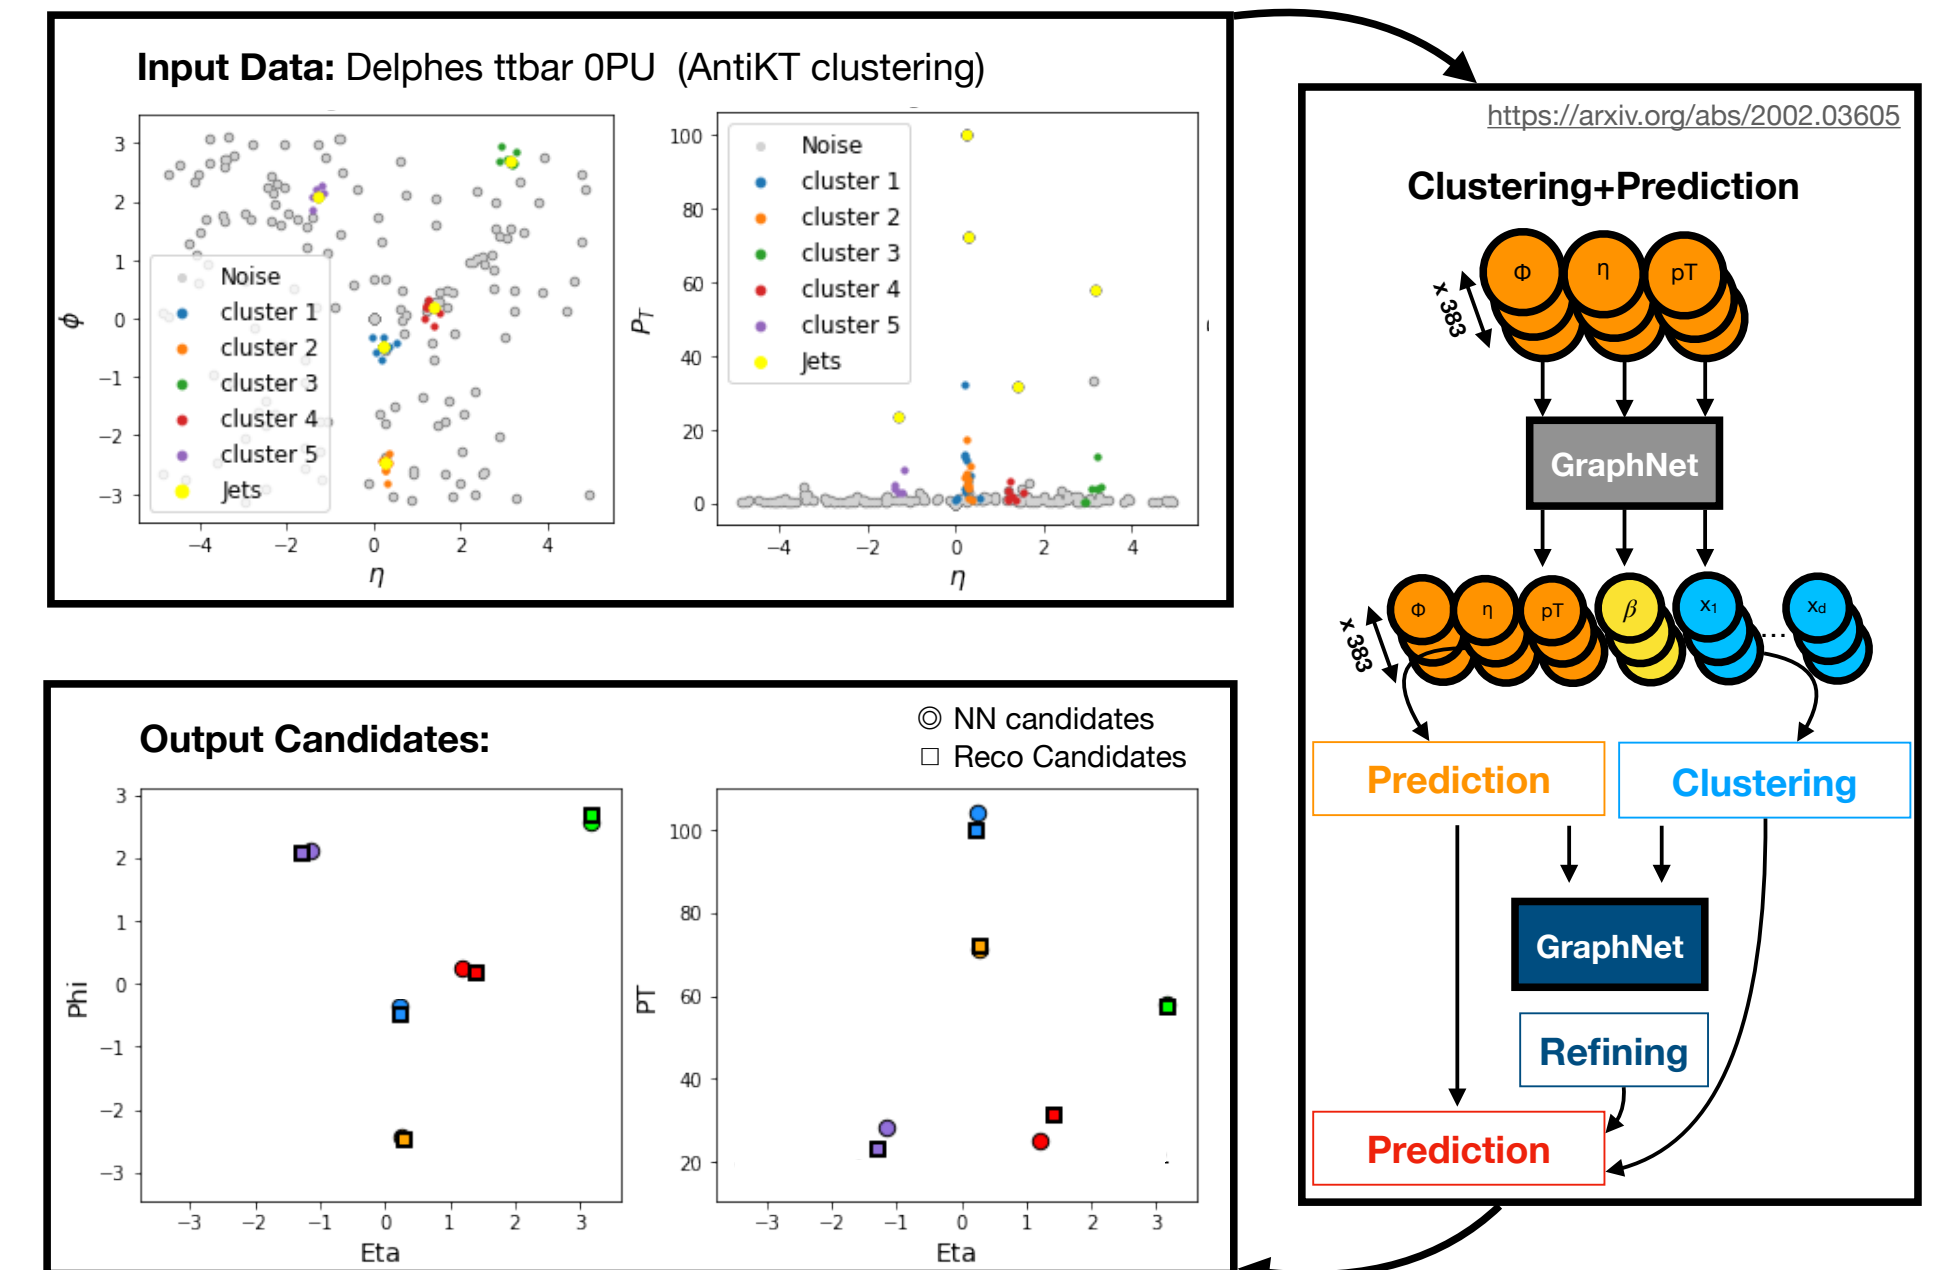 Input Data: Delphes ttbar 0PU (AntiKT clustering)
3
2
1
0
−1
−2
−3
ϕ
Noise
cluster 1
cluster 2
cluster 3
cluster 4
cluster 5
Jets
−4
−2
0
2
4
η
100
80
60
40
20
0
P_T
Noise
cluster 1
cluster 2
cluster 3
cluster 4
cluster 5
Jets
−4
−2
0
2
4
η
https://arxiv.org/abs/2002.03605
Clustering+Prediction
Φ η pT
x 383
GraphNet
Φ η pT β x1 ... xd
x 383
Prediction
Clustering
GraphNet
Refining
Prediction
Output Candidates:
◎ NN candidates
□ Reco Candidates
3
2
1
0
−1
−2
−3
Phi
−3
−2
−1
0
1
2
3
Eta
100
80
60
40
20
PT
−3
−2
−1
0
1
2
3
Eta